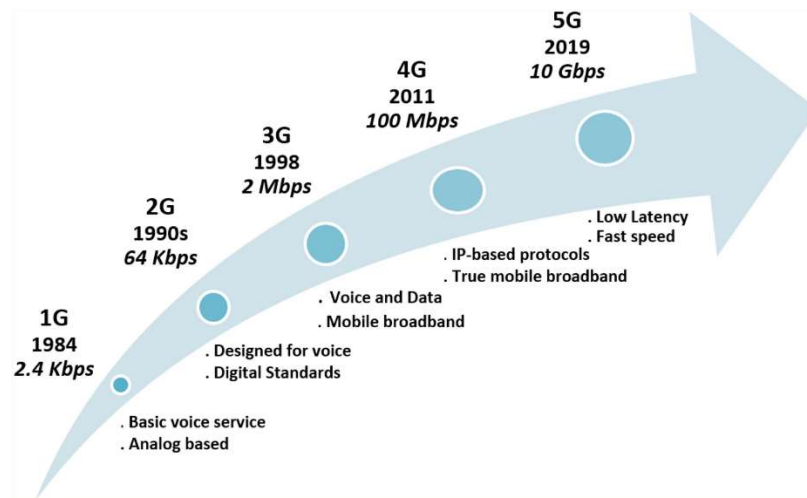 5G
2019
10 Gbps
4G
2011
100 Mbps
3G
1998
2 Mbps
2G
1990s
64 Kbps
1G
1984
2.4 Kbps
. Low Latency
. Fast speed
. IP-based protocols
. True mobile broadband
. Voice and Data
. Mobile broadband
. Designed for voice
. Digital Standards
. Basic voice service
. Analog based